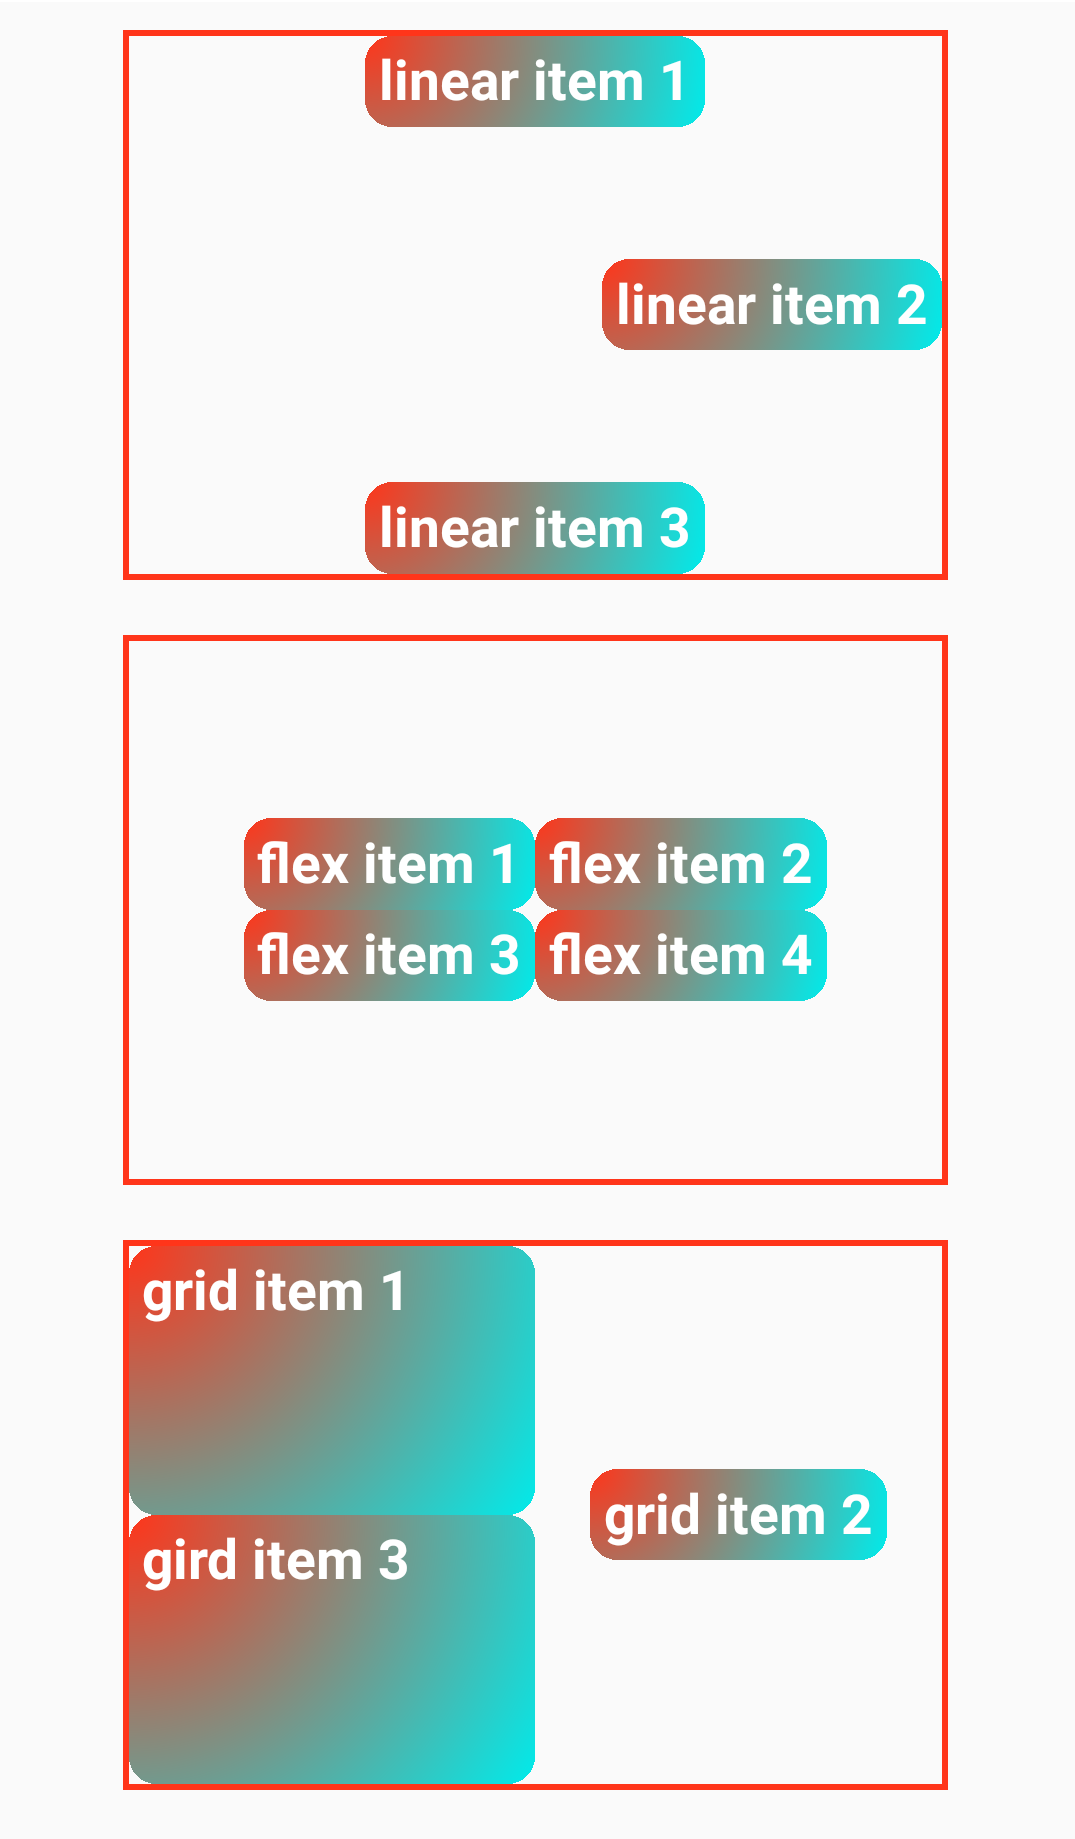 linear item 1
linear item 2
linear item 3
flex item 1
flex item 2
flex item 3
flex item 4
grid item 1
grid item 2
gird item 3